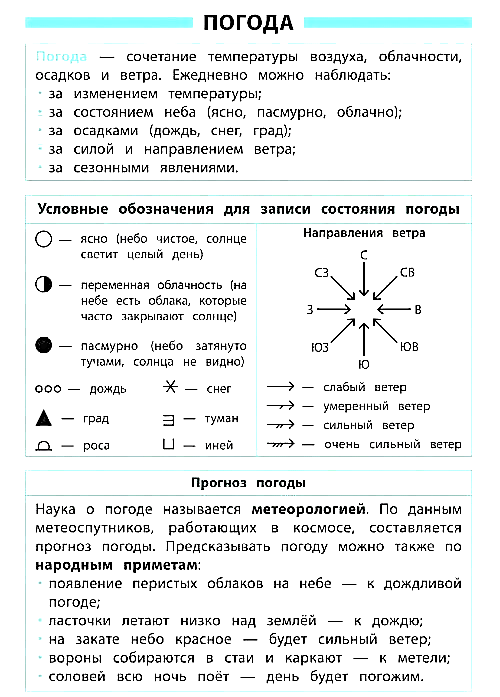 ПОГОДА
Погода — сочетание температуры воздуха, облачности,
осадков и ветра. Ежедневно можно наблюдать:
· за изменением температуры;
· за состоянием неба (ясно, пасмурно, облачно);
· за осадками (дождь, снег, град);
· за силой и направлением ветра;
· за сезонными явлениями.
Условные обозначения для записи состояния погоды
— ясно (небо чистое, солнце
светит целый день)
— переменная облачность (на
небе есть облака, которые
часто закрывают солнце)
— пасмурно (небо затянуто
тучами, солнца не видно)
— дождь — снег
— град — туман
— роса — иней
Направления ветра
С
СЗ СВ
З В
ЮЗ ЮВ
Ю
— слабый ветер
— умеренный ветер
— сильный ветер
— очень сильный ветер
Прогноз погоды
Наука о погоде называется метеорологией. По данным
метеоспутников, работающих в космосе, составляется
прогноз погоды. Предсказывать погоду можно также по
народным приметам:
· появление перистых облаков на небе — к дождливой
погоде;
· ласточки летают низко над землёй — к дождю;
· на закате небо красное — будет сильный ветер;
· вороны собираются в стаи и каркают — к метели;
· соловей всю ночь поёт — день будет погожим.